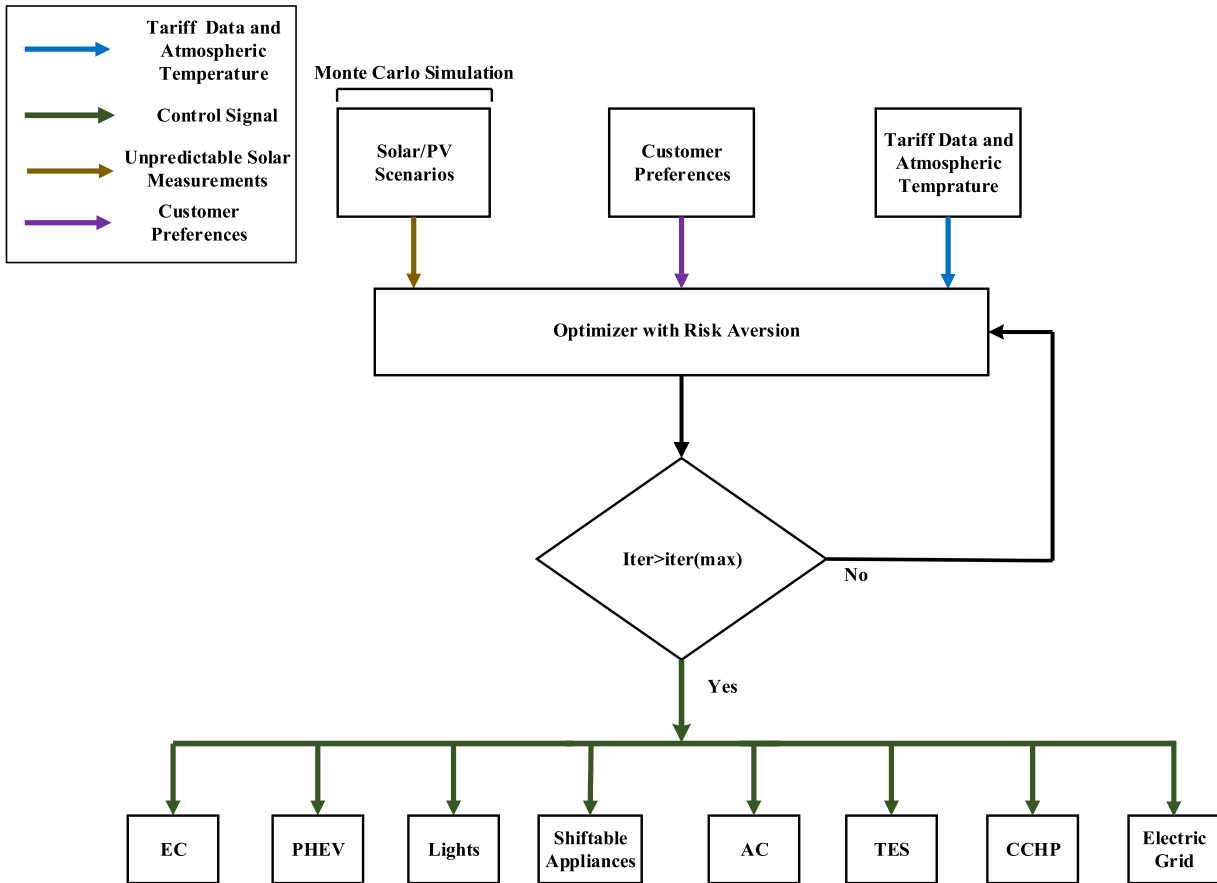 Tariff Data and
Atmospheric
Temperature
Control Signal
Unpredictable Solar
Measurements
Customer
Preferences
Monte Carlo Simulation
Solar/PV
Scenarios
Customer
Preferences
Tariff Data and
Atmospheric
Temprature
Optimizer with Risk Aversion
Iter>iter(max)
No
Yes
EC
PHEV
Lights
Shiftable
Appliances
AC
TES
CCHP
Electric
Grid